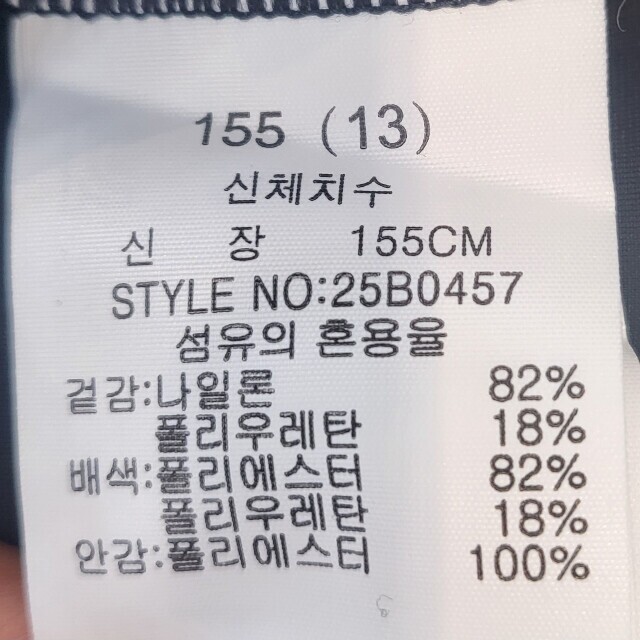 155 (13)
신체치수
신 장 155CM
STYLE NO:25B0457
섬유의 혼용율
겉감:나일론 82%
폴리우레탄 18%
배색:폴리에스터 82%
폴리우레탄 18%
안감:폴리에스터 100%